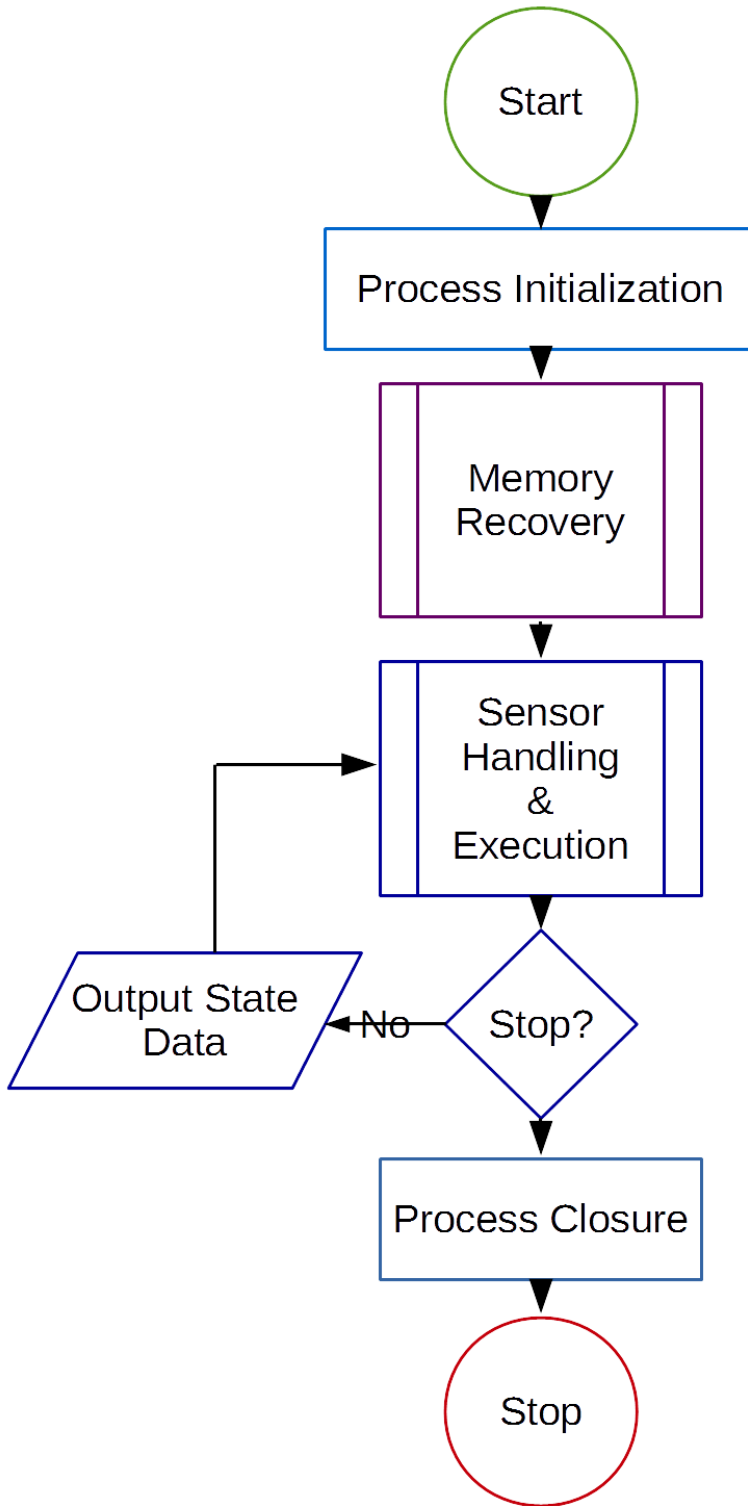 Start
Process Initialization
Memory
Recovery
Sensor
Handling
&
Execution
Output State
Data
No
Stop?
Process Closure
Stop